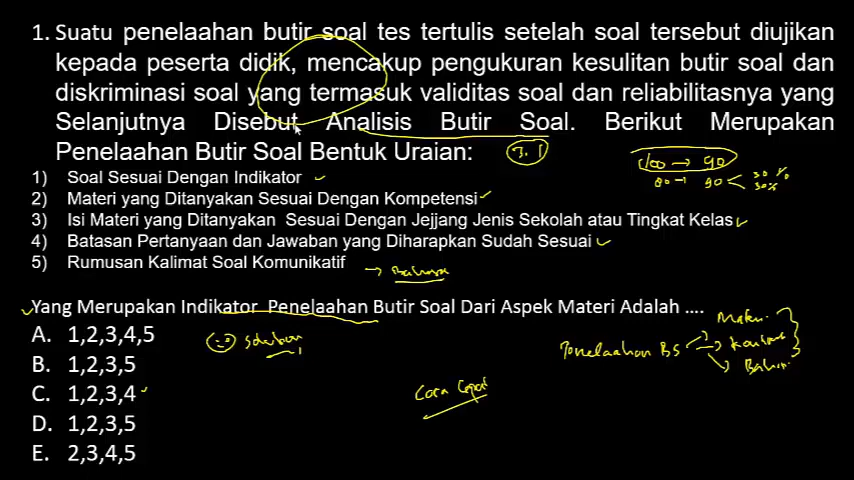 1. Suatu penelaahan butir soal tes tertulis setelah soal tersebut diujikan
kepada peserta didik, mencakup pengukuran kesulitan butir soal dan
diskriminasi soal yang termasuk validitas soal dan reliabilitasnya yang
Selanjutnya Disebut Analisis Butir Soal. Berikut Merupakan
Penelaahan Butir Soal Bentuk Uraian:
3.1
100 → 90
80 → 90
30%
30%
1) Soal Sesuai Dengan Indikator
2) Materi yang Ditanyakan Sesuai Dengan Kompetensi
3) Isi Materi yang Ditanyakan Sesuai Dengan Jejjang Jenis Sekolah atau Tingkat Kelas
4) Batasan Pertanyaan dan Jawaban yang Diharapkan Sudah Sesuai
5) Rumusan Kalimat Soal Komunikatif
→ Bahasa
Yang Merupakan Indikator Penelaahan Butir Soal Dari Aspek Materi Adalah ....
A. 1,2,3,4,5
B. 1,2,3,5
C. 1,2,3,4
D. 1,2,3,5
E. 2,3,4,5
Penelaahan BS
Materi
Bahasa
Cara Cepat